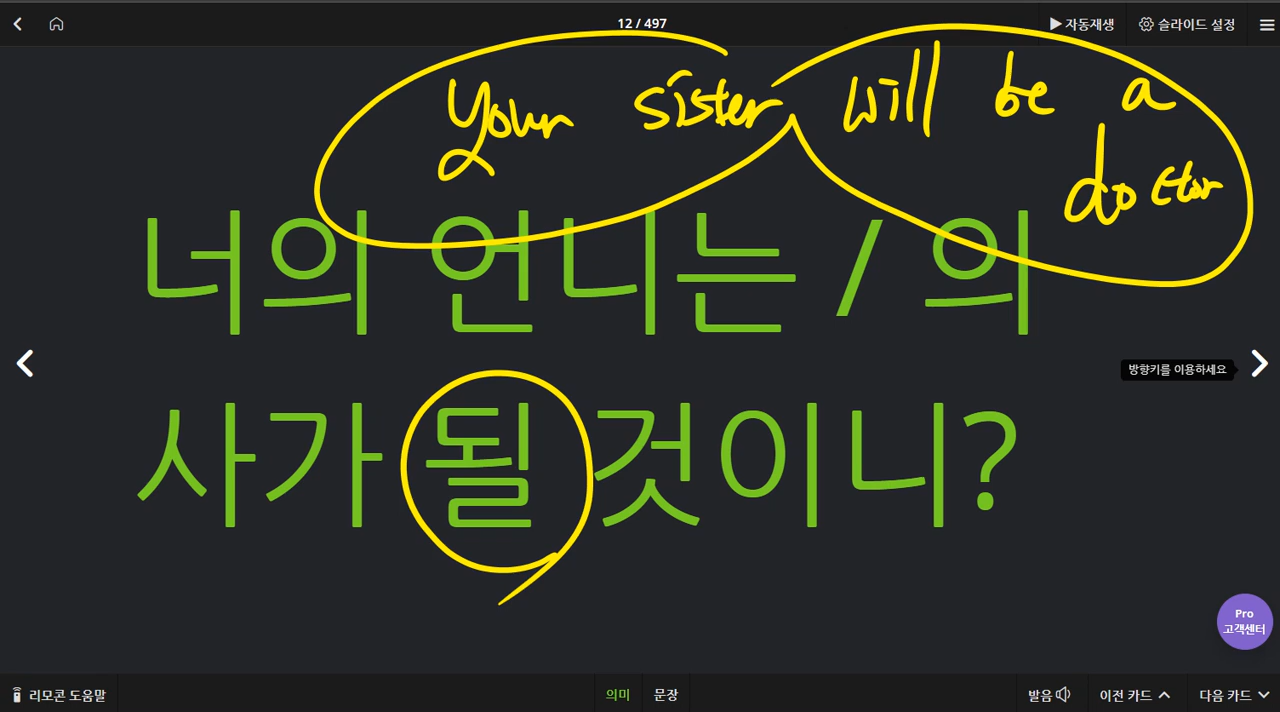 12 / 497
자동재생
슬라이드 설정
Your sister will be a
doctor
너의 언니는 / 의
사가 될 것이니?
방향키를 이용하세요
Pro
고객센터
리모콘 도움말
의미
문장
발음
이전 카드
다음 카드